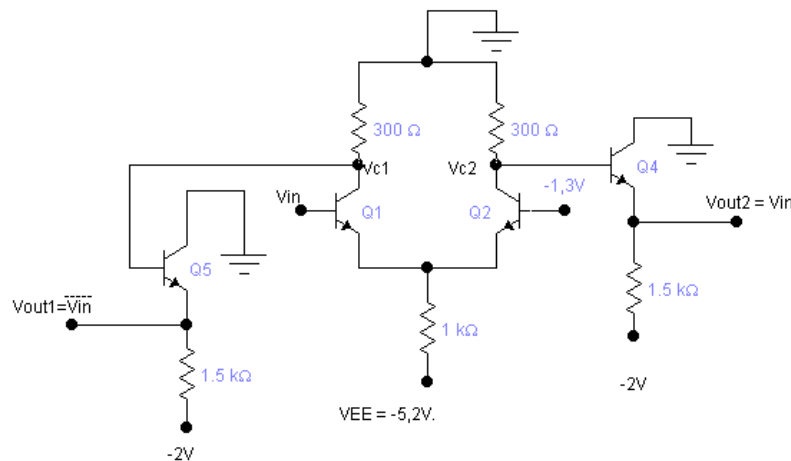 300 Ω
300 Ω
Vc1
Vc2
Q4
-1,3V
Vin
Q1
Q2
Vout2 = Vin
Q5
Vout1=V̅i̅n̅
1.5 kΩ
1 kΩ
1.5 kΩ
-2V
VEE = -5,2V.
-2V